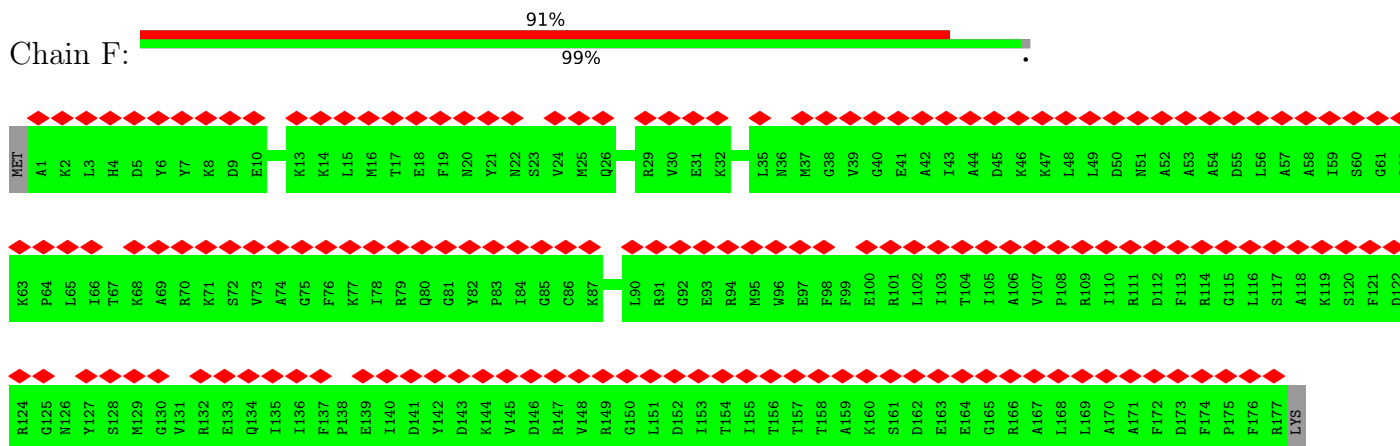 91%
Chain F:
99%
.
MET A1 K2 L3 H4 D5 Y6 Y7 K8 D9 E10 K13 K14 L15 M16 T17 E18 F19 N20 Y21 N22 S23 V24 M25 Q26 R29 V30 E31 K32 L35 N36 M37 G38 V39 G40 E41 A42 I43 A44 D45 K46 K47 L48 L49 D50 N51 A52 A53 A54 D55 L56 A57 A58 I59 S60 G61
K63 P64 L65 I66 T67 K68 A69 R70 K71 S72 V73 A74 G75 F76 K77 I78 R79 Q80 G81 Y82 P83 I84 G85 C86 K87 L90 R91 G92 E93 R94 M95 W96 E97 F98 F99 E100 R101 L102 I103 T104 I105 A106 V107 P108 R109 I110 R111 D112 F113 R114 G115 L116 S117 A118 K119 S120 F121 D122
R124 G125 N126 Y127 S128 M129 G130 V131 R132 E133 Q134 I135 I136 F137 P138 E139 I140 D141 Y142 D143 K144 V145 D146 R149 V148 R149 G150 L151 D152 I153 T154 I155 T156 T157 T158 A159 K160 S161 D162 E163 E164 G165 R166 A167 L168 L169 A170 A171 F172 D173 F174 P175 F176 R177 LYS